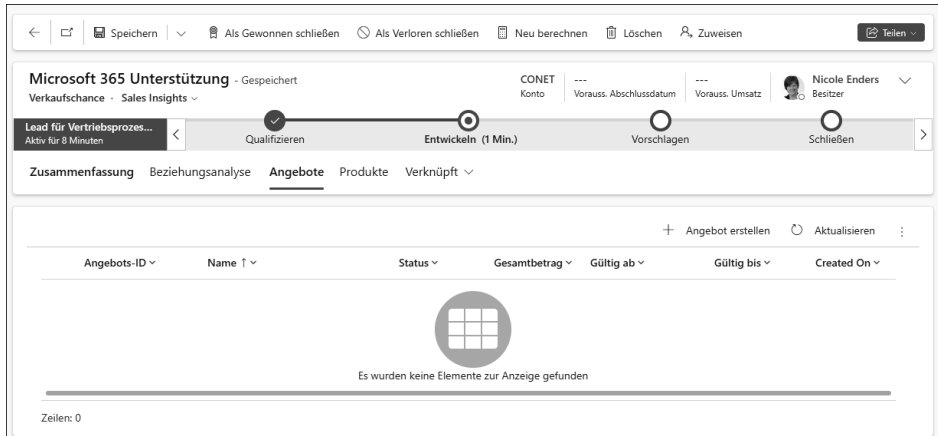 Speichern Als Gewonnen schließen Als Verloren schließen Neu berechnen Löschen Zuweisen Teilen
Microsoft 365 Unterstützung - Gespeichert
Verkaufschance · Sales Insights
CONET
Konto
---
Vorauss. Abschlussdatum
---
Vorauss. Umsatz
Nicole Enders
Besitzer
Lead für Vertriebsprozes...
Aktiv für 8 Minuten
Qualifizieren Entwickeln (1 Min.) Vorschlagen Schließen
Zusammenfassung Beziehungsanalyse Angebote Produkte Verknüpft
+ Angebot erstellen Aktualisieren
Angebots-ID Name ↑ Status Gesamtbetrag Gültig ab Gültig bis Created On
Es wurden keine Elemente zur Anzeige gefunden
Zeilen: 0